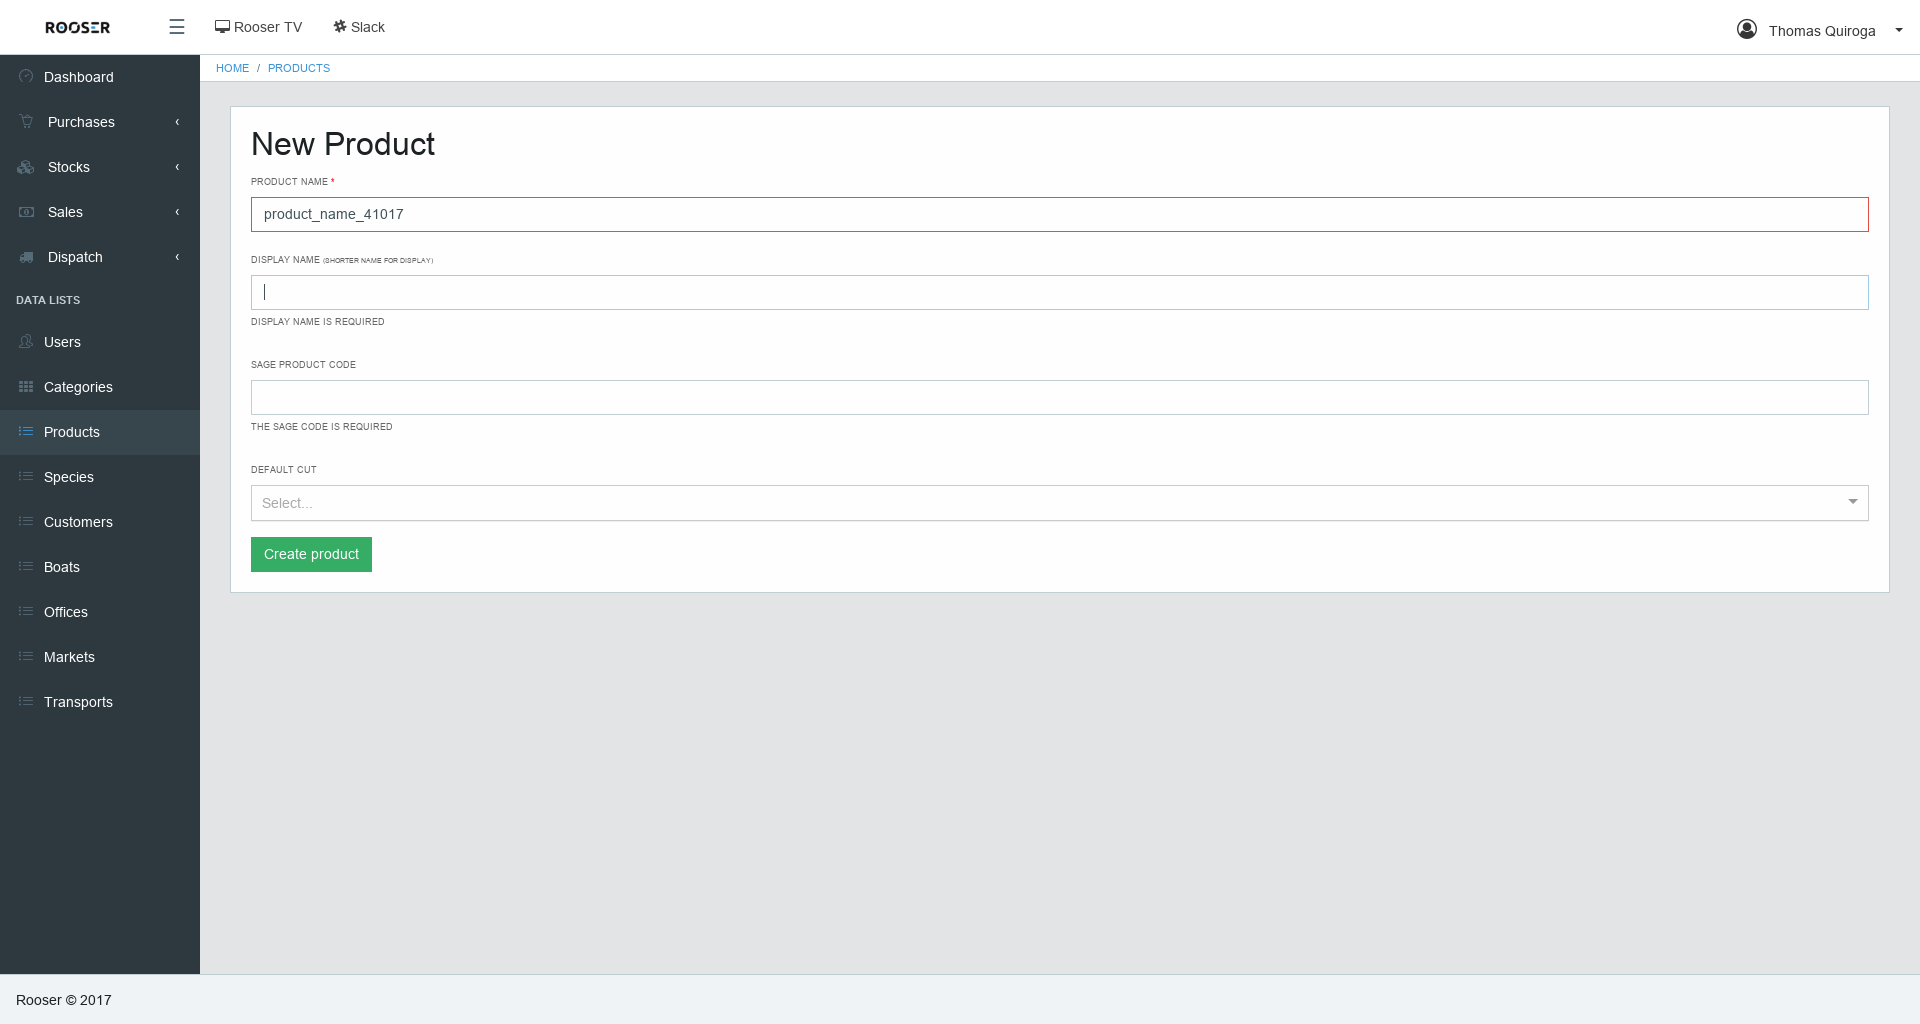 ROOSER
☰
Rooser TV
Slack
Thomas Quiroga
Dashboard
Purchases
Stocks
Sales
Dispatch
DATA LISTS
Users
Categories
Products
Species
Customers
Boats
Offices
Markets
Transports
HOME / PRODUCTS
New Product
PRODUCT NAME *
product_name_41017
DISPLAY NAME (SHORTER NAME FOR DISPLAY)
DISPLAY NAME IS REQUIRED
SAGE PRODUCT CODE
THE SAGE CODE IS REQUIRED
DEFAULT CUT
Select...
Create product
Rooser © 2017